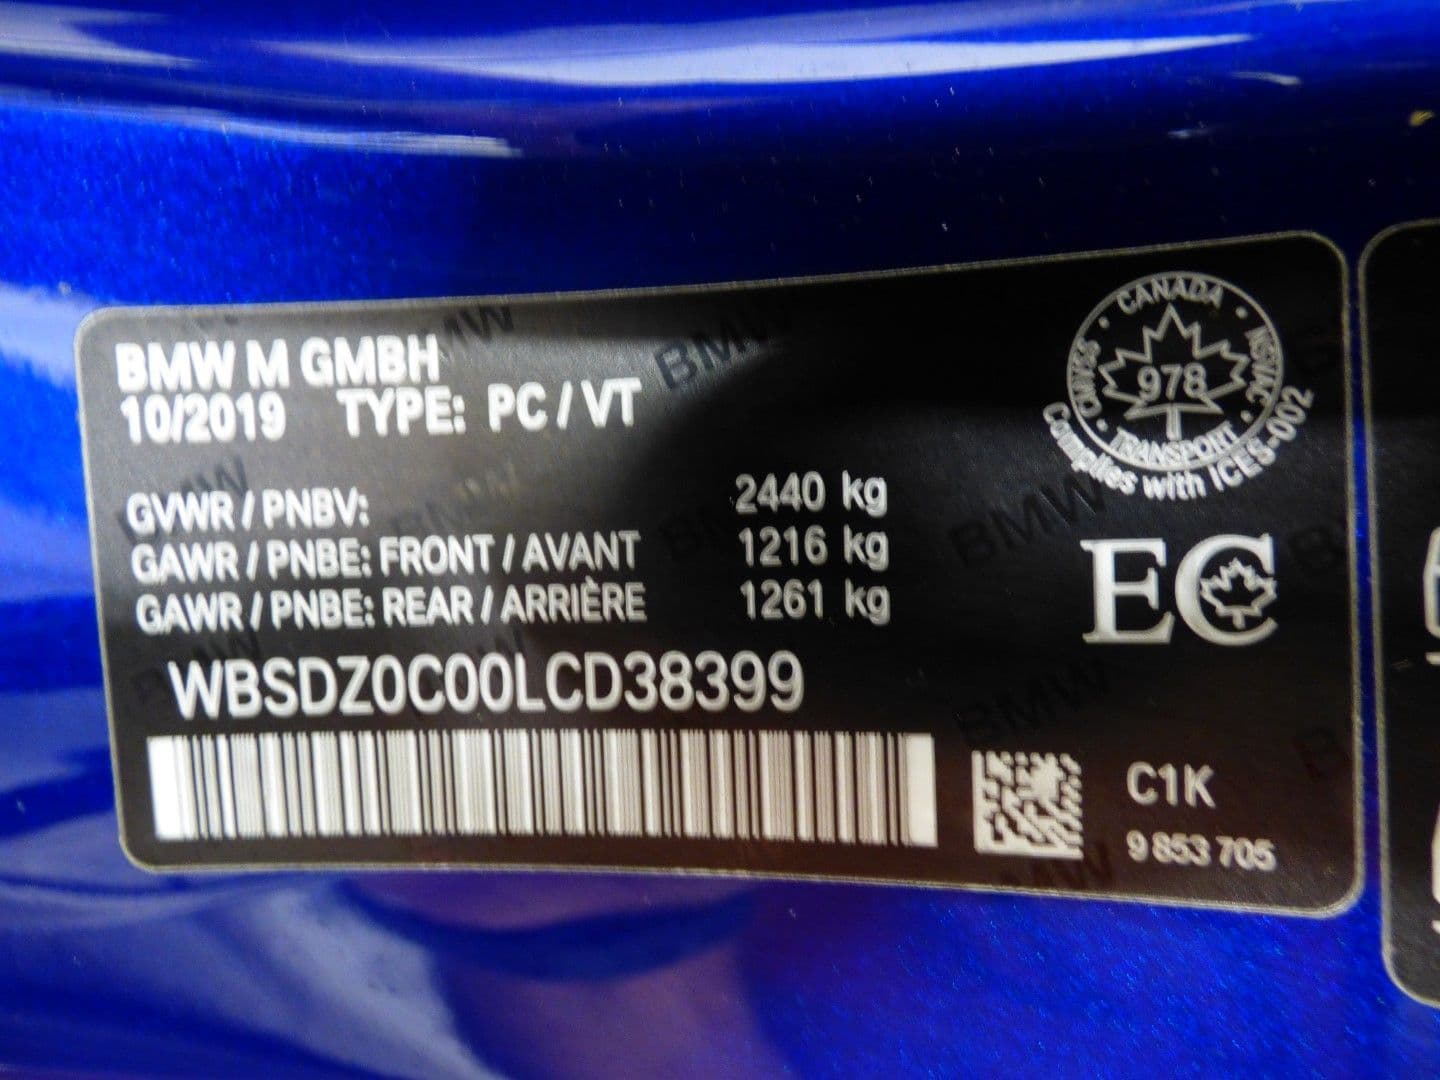 BMW M GMBH
10/2019 TYPE: PC / VT
GVWR / PNBV: 2440 kg
GAWR / PNBE: FRONT / AVANT 1216 kg
GAWR / PNBE: REAR / ARRIÈRE 1261 kg
WBSDZ0C00LCD38399
CANADA
978
TRANSPORT
Complies with ICES-002
EC
C1K
9 853 705
BMW